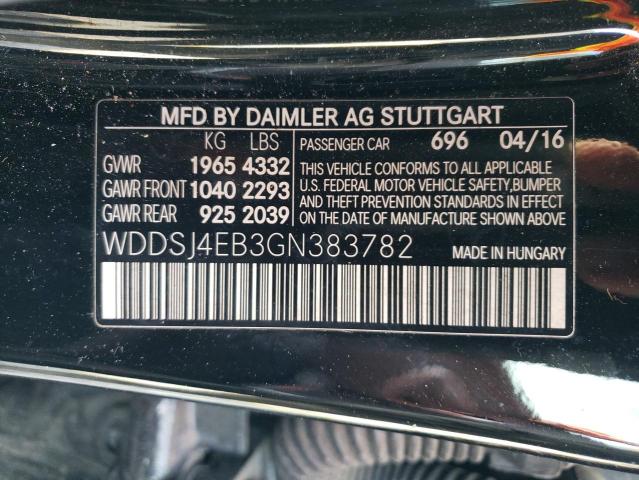 MFD BY DAIMLER AG STUTTGART
KG LBS PASSENGER CAR 696 04/16
GVWR 1965 4332
GAWR FRONT 1040 2293
GAWR REAR 925 2039
THIS VEHICLE CONFORMS TO ALL APPLICABLE
U.S. FEDERAL MOTOR VEHICLE SAFETY,BUMPER
AND THEFT PREVENTION STANDARDS IN EFFECT
ON THE DATE OF MANUFACTURE SHOWN ABOVE.
WDDSJ4EB3GN383782 MADE IN HUNGARY